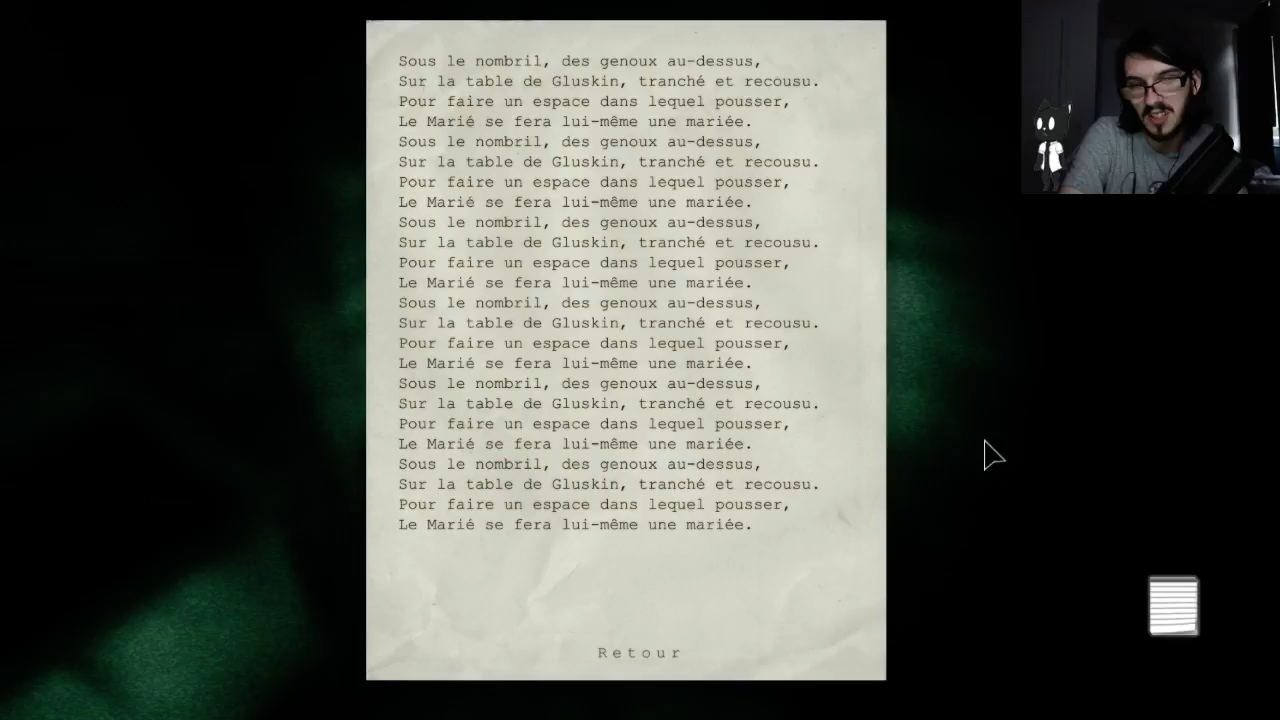 Sous le nombril, des genoux au-dessus,
Sur la table de Gluskin, tranché et recousu.
Pour faire un espace dans lequel pousser,
Le Marié se fera lui-même une mariée.
Sous le nombril, des genoux au-dessus,
Sur la table de Gluskin, tranché et recousu.
Pour faire un espace dans lequel pousser,
Le Marié se fera lui-même une mariée.
Sous le nombril, des genoux au-dessus,
Sur la table de Gluskin, tranché et recousu.
Pour faire un espace dans lequel pousser,
Le Marié se fera lui-même une mariée.
Sous le nombril, des genoux au-dessus,
Sur la table de Gluskin, tranché et recousu.
Pour faire un espace dans lequel pousser,
Le Marié se fera lui-même une mariée.
Sous le nombril, des genoux au-dessus,
Sur la table de Gluskin, tranché et recousu.
Pour faire un espace dans lequel pousser,
Le Marié se fera lui-même une mariée.
Sous le nombril, des genoux au-dessus,
Sur la table de Gluskin, tranché et recousu.
Pour faire un espace dans lequel pousser,
Le Marié se fera lui-même une mariée.
Retour